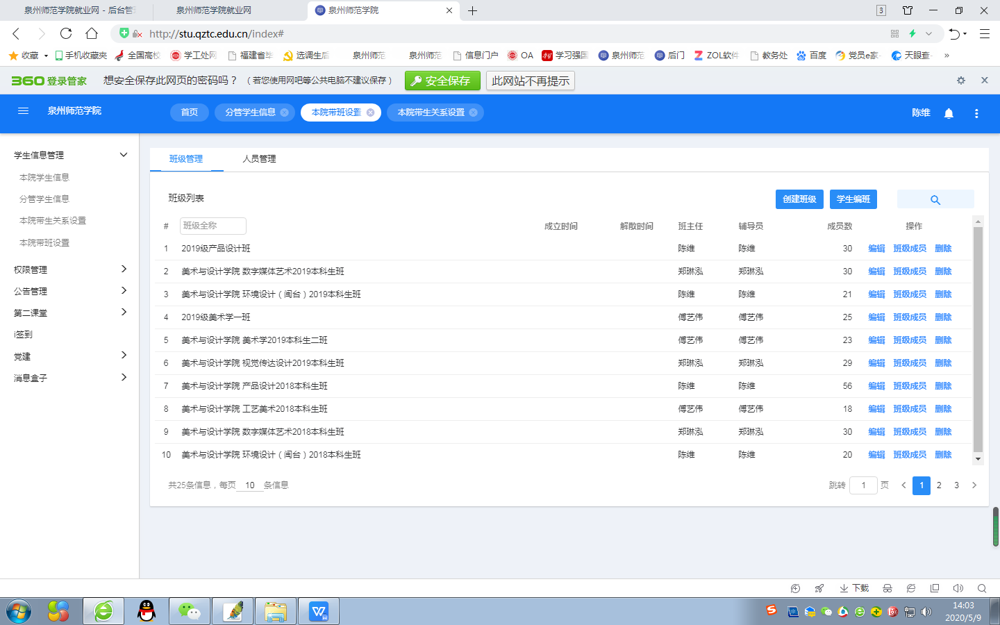 泉州师范学院就业网 - 后台管
泉州师范学院就业网
泉州师范学院
3
http://stu.qztc.edu.cn/index#
收藏 手机收藏夹 全国高校 学工处网 福建省毕 选调生后 泉州师范 泉州师范 信息门户 OA 学习强国 泉州师范 后门 ZOL软件 教务处 百度 党员e家 天眼查 »
360 登录管家 想安全保存此网页的密码吗？ （若您使用网吧等公共电脑不建议保存） 安全保存 此网站不再提示
泉州师范学院 首页 分管学生信息 本院带班设置 本院带生关系设置 陈维
学生信息管理
本院学生信息
分管学生信息
本院带生关系设置
本院带班设置
权限管理
公告管理
第二课堂
i签到
党建
消息盒子
班级管理 人员管理
班级列表 创建班级 学生编班
# 班级全称 成立时间 解散时间 班主任 辅导员 成员数 操作
1 2019级产品设计班 陈维 陈维 30 编辑 班级成员 删除
2 美术与设计学院 数字媒体艺术2019本科生班 郑琳泓 郑琳泓 30 编辑 班级成员 删除
3 美术与设计学院 环境设计（闽台）2019本科生班 陈维 陈维 21 编辑 班级成员 删除
4 2019级美术学一班 傅艺伟 傅艺伟 25 编辑 班级成员 删除
5 美术与设计学院 美术学2019本科生二班 傅艺伟 傅艺伟 23 编辑 班级成员 删除
6 美术与设计学院 视觉传达设计2019本科生班 郑琳泓 郑琳泓 29 编辑 班级成员 删除
7 美术与设计学院 产品设计2018本科生班 陈维 陈维 56 编辑 班级成员 删除
8 美术与设计学院 工艺美术2018本科生班 傅艺伟 傅艺伟 18 编辑 班级成员 删除
9 美术与设计学院 数字媒体艺术2018本科生班 郑琳泓 郑琳泓 30 编辑 班级成员 删除
10 美术与设计学院 环境设计（闽台）2018本科生班 陈维 陈维 20 编辑 班级成员 删除
共25条信息，每页 10 条信息 跳转 1 页 1 2 3
下载
14:03
2020/5/9